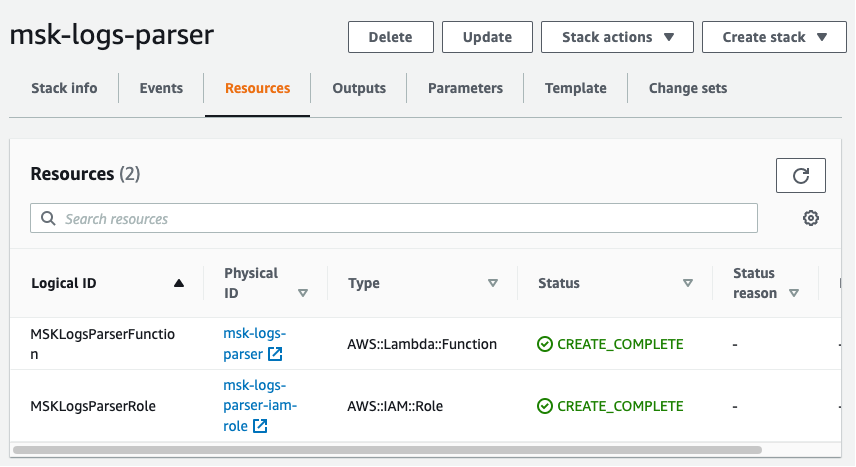 msk-logs-parser
Delete
Update
Stack actions
Create stack
Stack info
Events
Resources
Outputs
Parameters
Template
Change sets
Resources (2)
Search resources
Logical ID
Physical
ID
Type
Status
Status
reason
MSKLogsParserFunctio
n
msk-logs-
parser
AWS::Lambda::Function
CREATE_COMPLETE
-
MSKLogsParserRole
msk-logs-
parser-iam-
role
AWS::IAM::Role
CREATE_COMPLETE
-